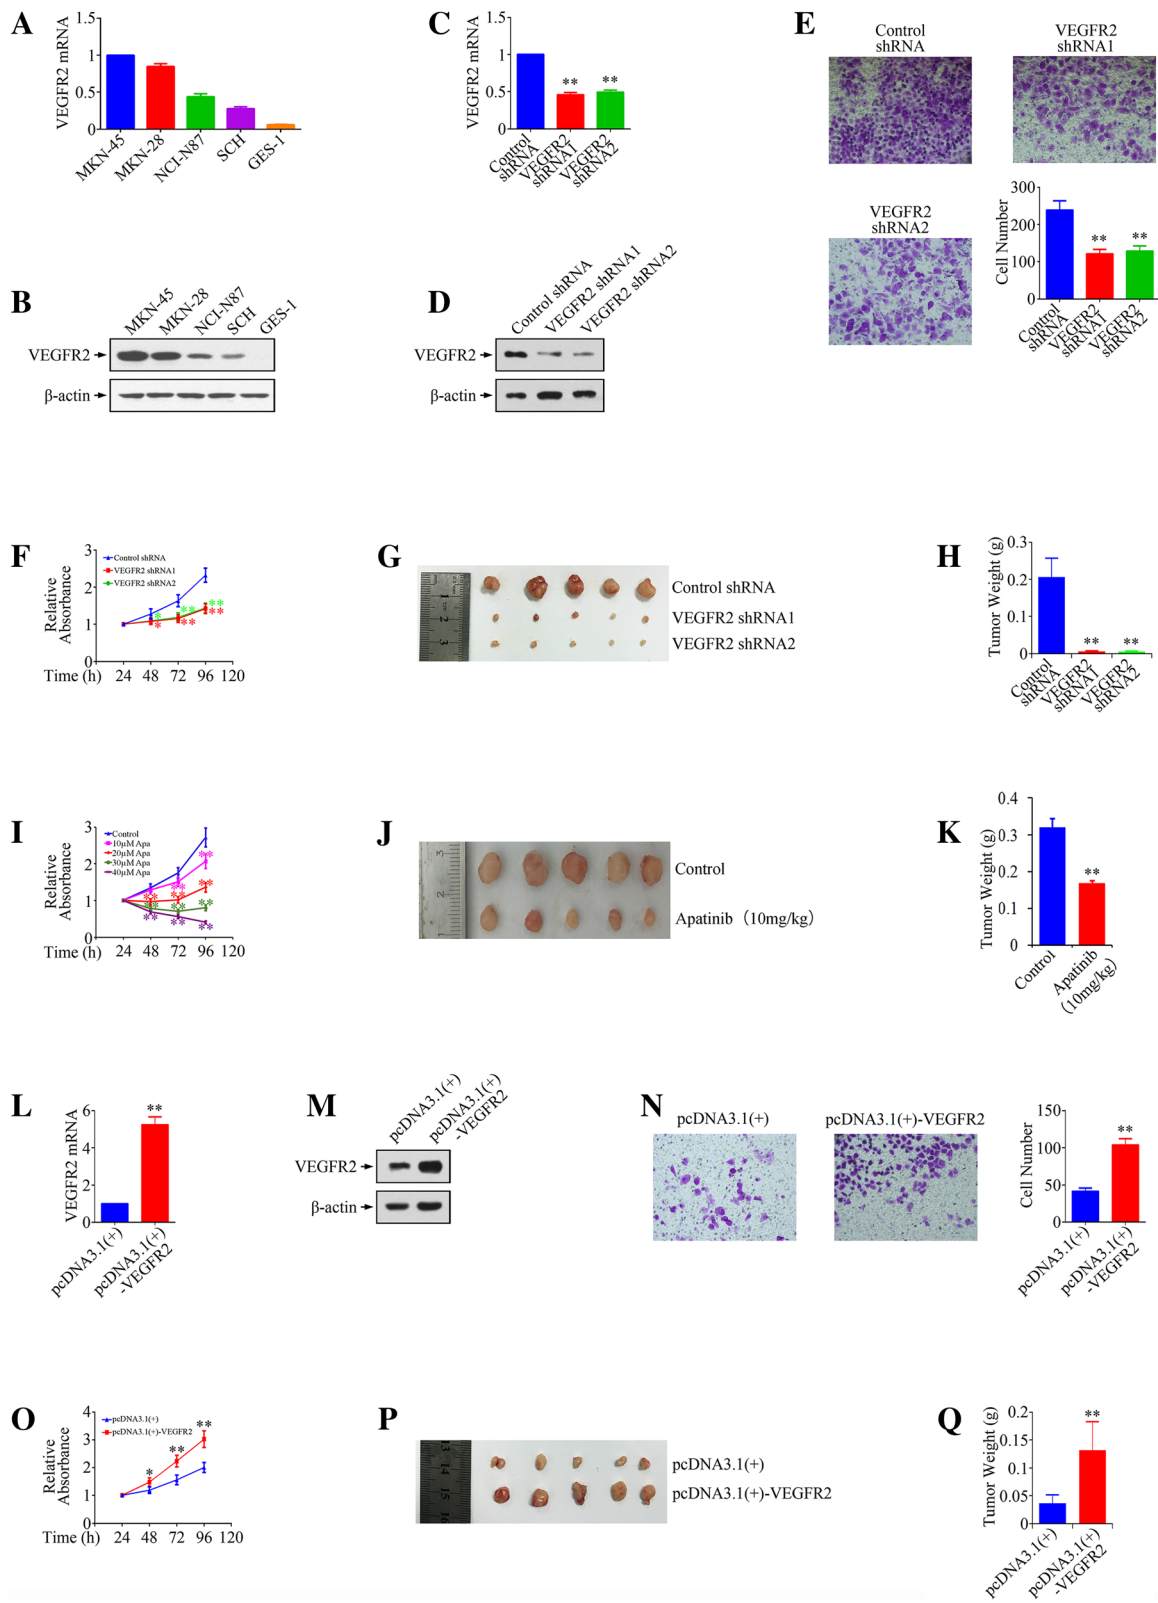 A
VEGFR2 mRNA
1.5
1
0.5
0
MKN-45
MKN-28
NCI-N87
SCH
GES-1
C
VEGFR2 mRNA
1.5
1
0.5
0
Control
shRNA
VEGFR2
shRNA1
VEGFR2
shRNA2
** **
E
Control
shRNA
VEGFR2
shRNA1
VEGFR2
shRNA2
Cell Number
300
200
100
0
** **
Control
shRNA
VEGFR2
shRNA1
VEGFR2
shRNA2
B
MKN-45
MKN-28
NCI-N87
SCH
GES-1
VEGFR2
β-actin
D
Control shRNA
VEGFR2 shRNA1
VEGFR2 shRNA2
VEGFR2
β-actin
F
Relative
Absorbance
3
2
1
0
Control shRNA
VEGFR2 shRNA1
VEGFR2 shRNA2
* ** **
* ** **
Time (h) 24 48 72 96 120
G
1
cm
2
3
Control shRNA
VEGFR2 shRNA1
VEGFR2 shRNA2
H
Tumor Weight (g)
0.3
0.2
0.1
0
** **
Control
shRNA
VEGFR2
shRNA1
VEGFR2
shRNA2
I
Relative
Absorbance
3
2
1
0
Control
10μM Apa
20μM Apa
30μM Apa
40μM Apa
** **
** ** **
** ** **
** ** **
Time (h) 24 48 72 96 120
J
3
2
1
Control
Apatinib (10mg/kg)
K
Tumor Weight (g)
0.4
0.3
0.2
0.1
0
**
Control
Apatinib
(10mg/kg)
L
VEGFR2 mRNA
6
4
2
0
**
pcDNA3.1(+)
pcDNA3.1(+)
-VEGFR2
M
pcDNA3.1(+)
pcDNA3.1(+)
-VEGFR2
VEGFR2
β-actin
N
pcDNA3.1(+)
pcDNA3.1(+)-VEGFR2
Cell Number
150
100
50
0
**
pcDNA3.1(+)
pcDNA3.1(+)
-VEGFR2
O
Relative
Absorbance
4
3
2
1
0
pcDNA3.1(+)
pcDNA3.1(+)-VEGFR2
* ** **
Time (h) 24 48 72 96 120
P
13
14
15
16
pcDNA3.1(+)
pcDNA3.1(+)-VEGFR2
Q
Tumor Weight (g)
0.2
0.15
0.1
0.05
0
**
pcDNA3.1(+)
pcDNA3.1(+)
-VEGFR2